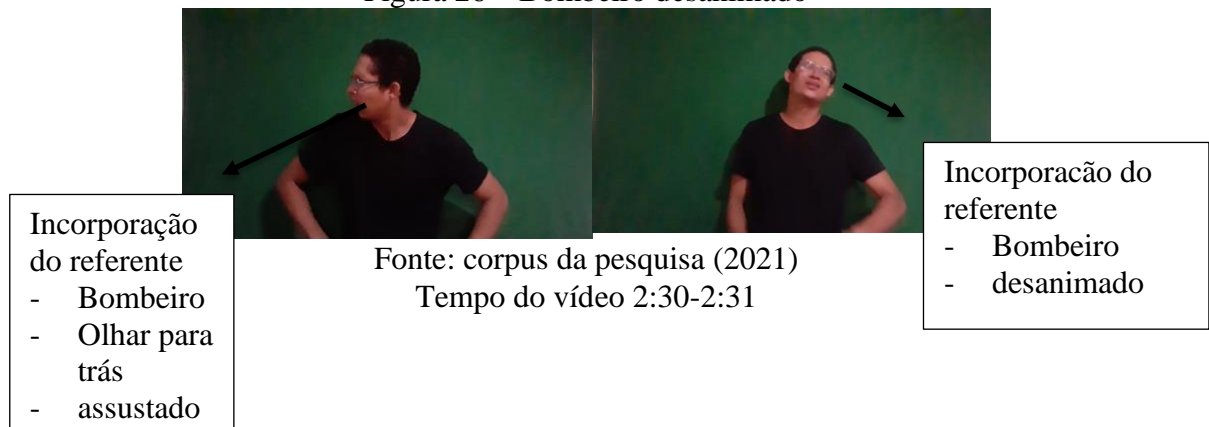 Incorporação
do referente
- Bombeiro
- Olhar para
trás
- assustado
Fonte: corpus da pesquisa (2021)
Tempo do vídeo 2:30-2:31
Incorporacão do
referente
- Bombeiro
- desanimado